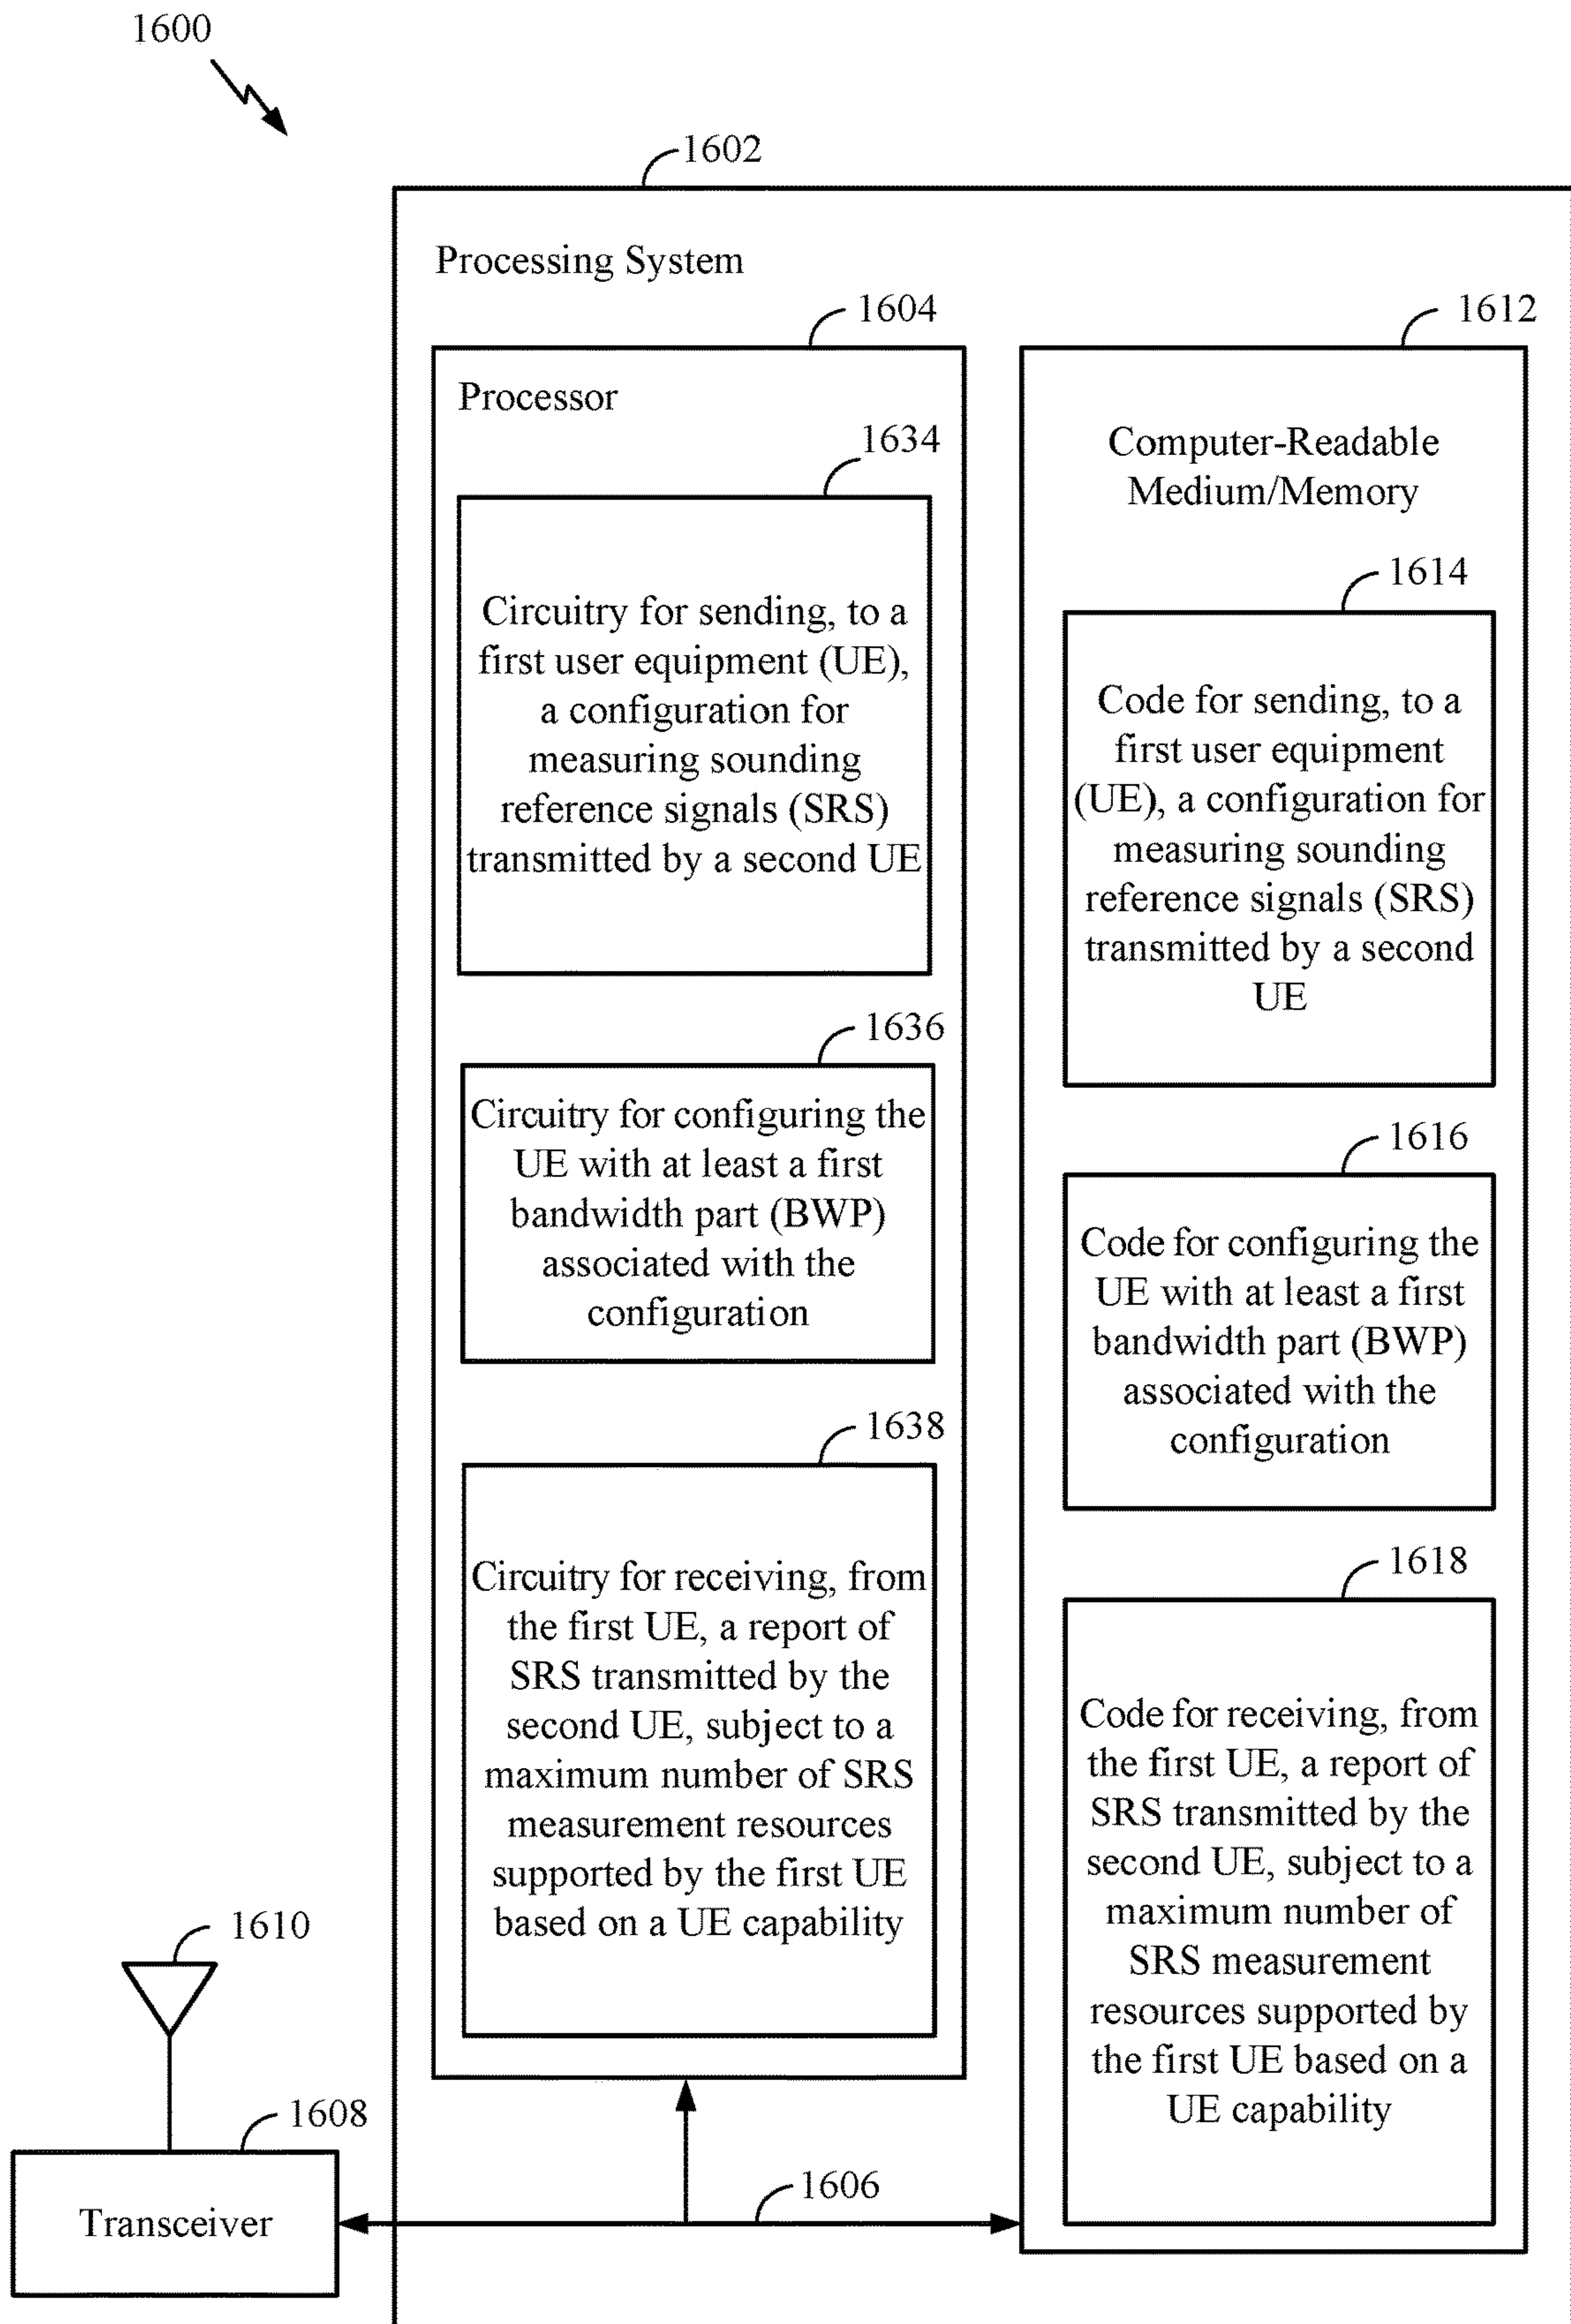 1600
1602
Processing System
1604
Processor
1634
Circuitry for sending, to a
first user equipment (UE),
a configuration for
measuring sounding
reference signals (SRS)
transmitted by a second UE
1636
Circuitry for configuring the
UE with at least a first
bandwidth part (BWP)
associated with the
configuration
1638
Circuitry for receiving, from
the first UE, a report of
SRS transmitted by the
second UE, subject to a
maximum number of SRS
measurement resources
supported by the first UE
based on a UE capability
1612
Computer-Readable
Medium/Memory
1614
Code for sending, to a
first user equipment
(UE), a configuration for
measuring sounding
reference signals (SRS)
transmitted by a second
UE
1616
Code for configuring the
UE with at least a first
bandwidth part (BWP)
associated with the
configuration
1618
Code for receiving, from
the first UE, a report of
SRS transmitted by the
second UE, subject to a
maximum number of
SRS measurement
resources supported by
the first UE based on a
UE capability
1610
1608
Transceiver
1606